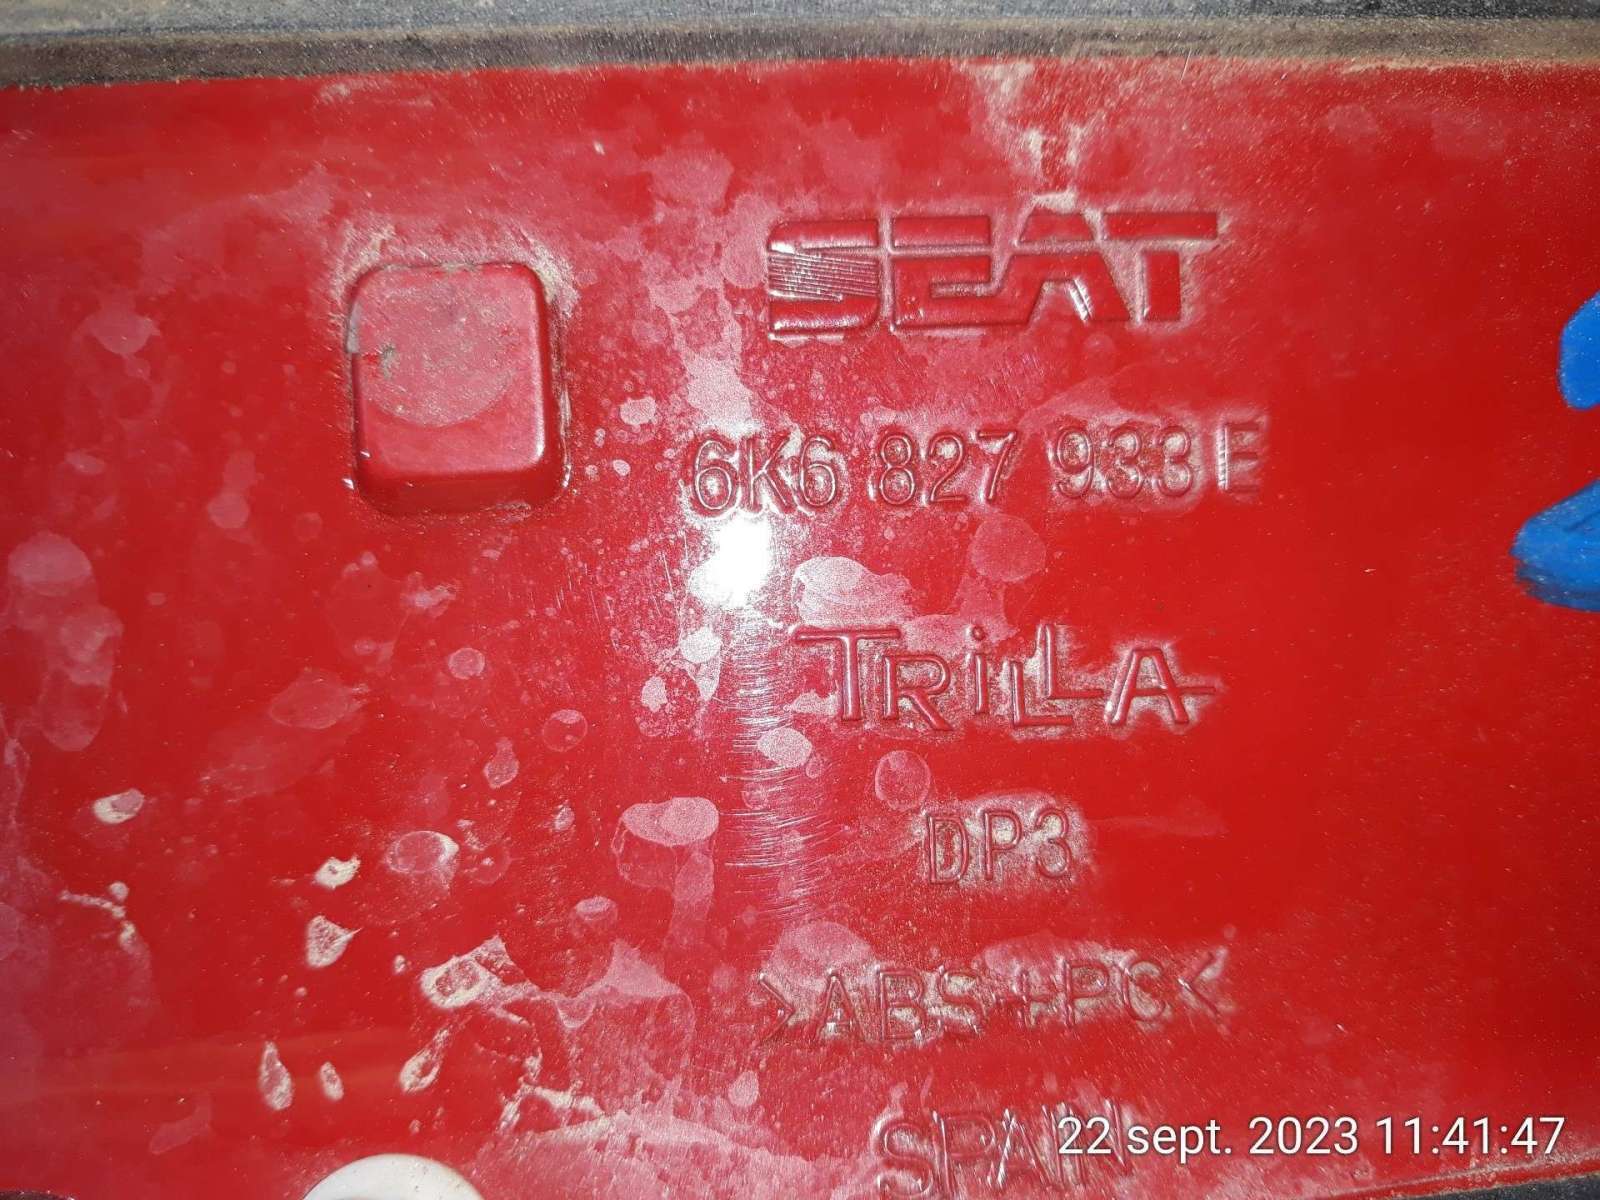 SEAT
6K6 827 933 E
TRiLLA
DP3
>ABS+PC<
SPAIN
22 sept. 2023 11:41:47